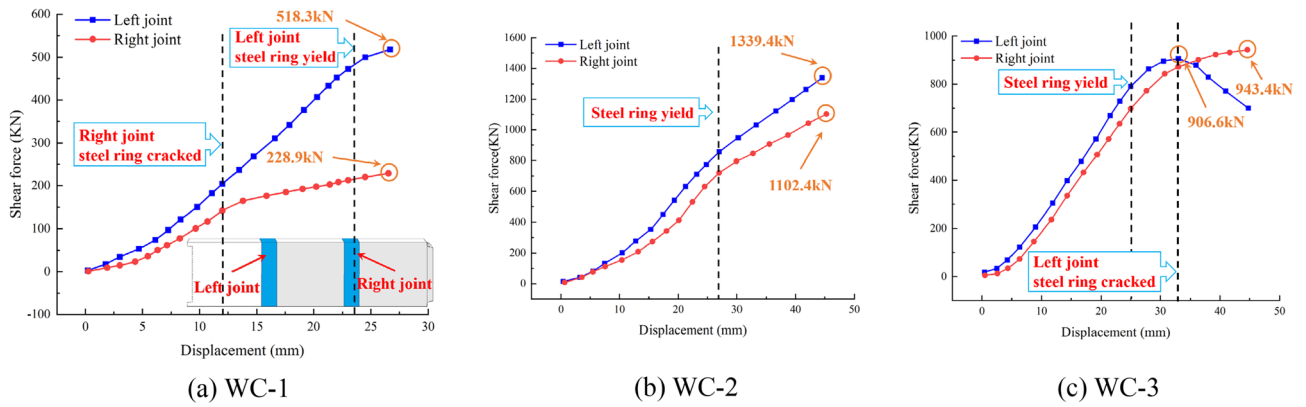 600
500
400
300
200
100
0
-100
0
5
10
15
20
25
30
Shear force(KN)
Displacement (mm)
Left joint
Right joint
518.3kN
Left joint
steel ring yield
Right joint
steel ring cracked
228.9kN
Left joint
Right joint
(a) WC-1
1600
1400
1200
1000
800
600
400
200
0
0
10
20
30
40
50
Shear force(KN)
Displacement (mm)
Left joint
Right joint
1339.4kN
Steel ring yield
1102.4kN
(b) WC-2
1000
800
600
400
200
0
0
10
20
30
40
50
Shear force (KN)
Displacement (mm)
Left joint
Right joint
Steel ring yield
943.4kN
906.6kN
Left joint
steel ring cracked
(c) WC-3